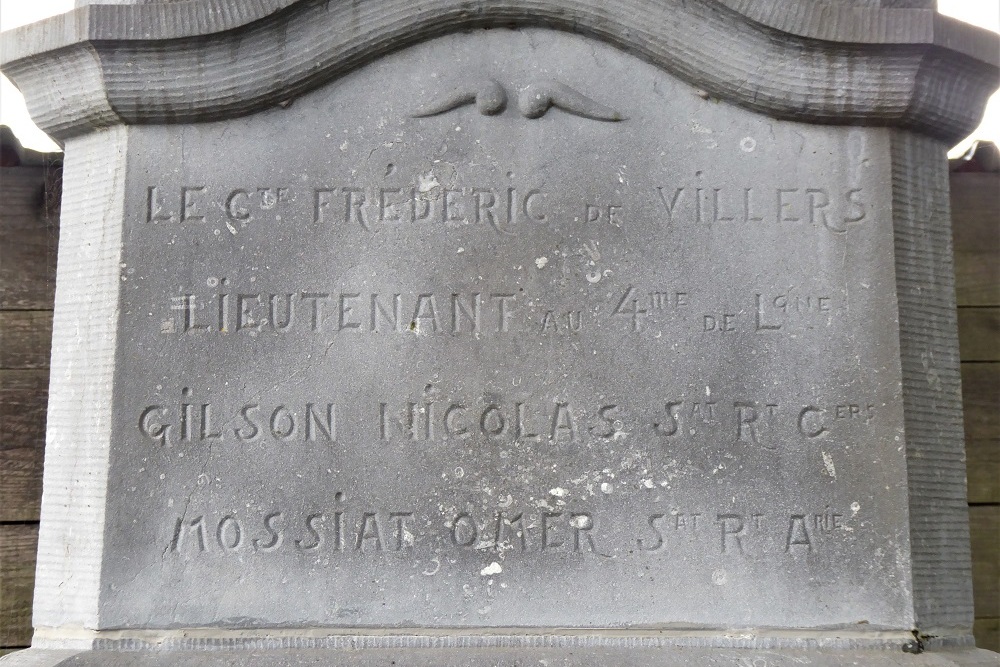 LE Cte FRÉDERIC DE VILLERS
LIEUTENANT AU 4me DE Lgne
GILSON NICOLAS Sat Rt Cers
MOSSIAT OMER Sat Rt Arie